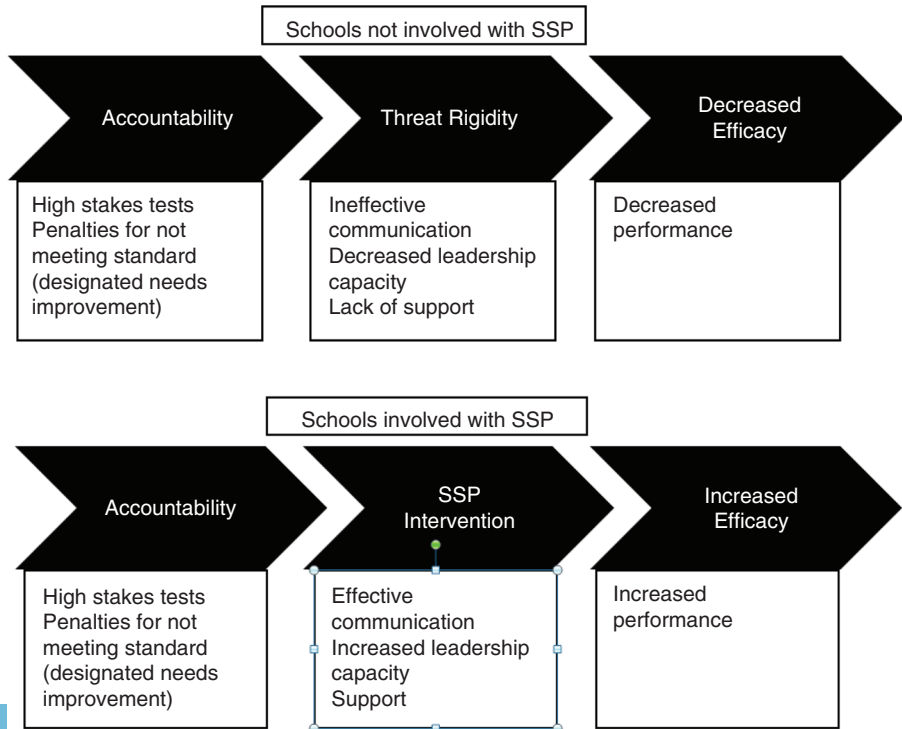 Schools not involved with SSP
Accountability
Threat Rigidity
Decreased
Efficacy
High stakes tests
Penalties for not
meeting standard
(designated needs
improvement)
Ineffective
communication
Decreased leadership
capacity
Lack of support
Decreased
performance
Schools involved with SSP
Accountability
SSP
Intervention
Increased
Efficacy
High stakes tests
Penalties for not
meeting standard
(designated needs
improvement)
Effective
communication
Increased leadership
capacity
Support
Increased
performance